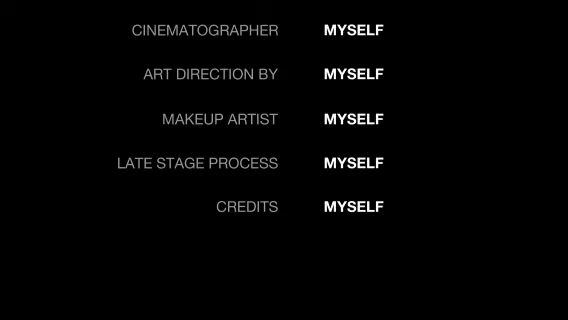 CINEMATOGRAPHER MYSELF
ART DIRECTION BY MYSELF
MAKEUP ARTIST MYSELF
LATE STAGE PROCESS MYSELF
CREDITS MYSELF